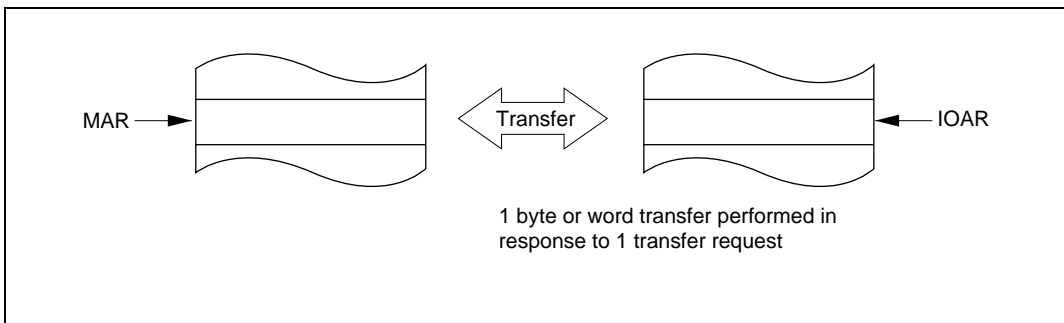 MAR
Transfer
IOAR
1 byte or word transfer performed in
response to 1 transfer request